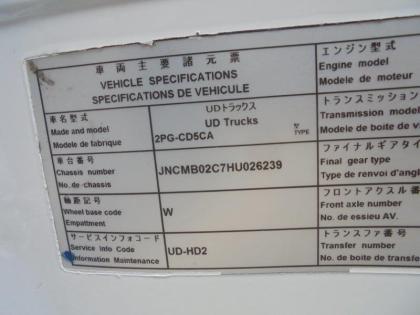 車両主要諸元票
VEHICLE SPECIFICATIONS
SPECIFICATIONS DE VEHICULE
車名型式
Made and model
Modele de fabrique
UDトラックス
UD Trucks
2PG-CD5CA
型
TYPE
車台番号
Chassis number
No. de chassis
JNCMB02C7HU026239
軸距記号
Wheel base code
Empattment
W
サービスインフォコード
Service Info Code
Information Maintenance
UD-HD2
エンジン型式
Engine model
Modele de moteur
トランスミッション
Transmission model
Modele de boite de v
ファイナルギアタイ
Final gear type
Type de renvoi d'angl
フロントアクスル番
Front axle number
No. de essieu AV.
トランスファ番号
Transfer number
No. de boite de transfer